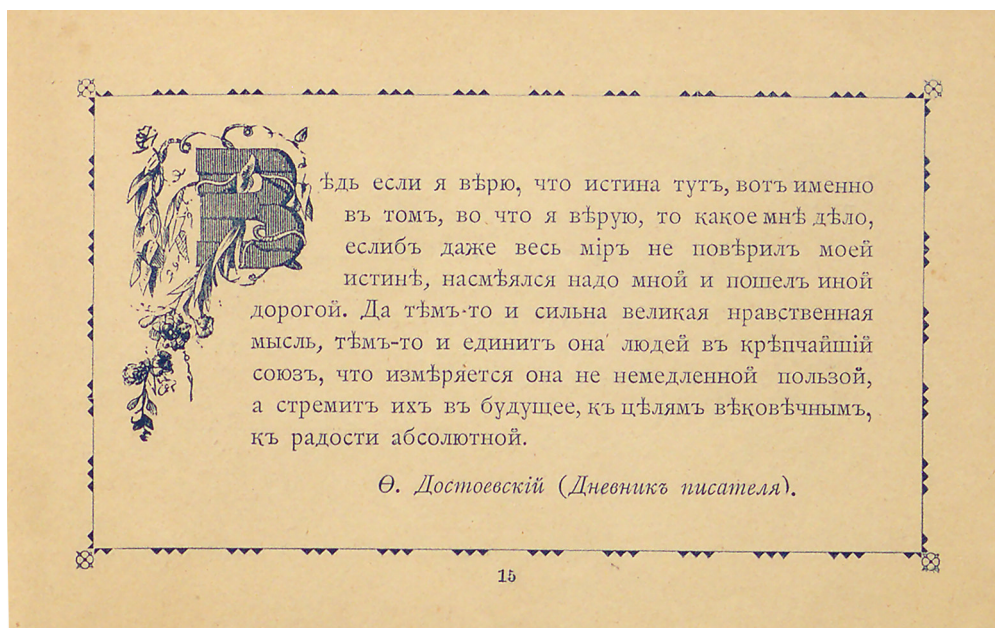 Вѣдь если я вѣрю, что истина тутъ, вотъ именно
въ томъ, во что я вѣрую, то какое мнѣ дѣло,
еслибъ даже весь міръ не повѣрилъ моей
истинѣ, насмѣялся надо мной и пошелъ иной
дорогой. Да тѣмъ-то и сильна великая нравственная
мысль, тѣмъ-то и единитъ она людей въ крѣпчайшій
союзъ, что измѣряется она не немедленной пользой,
а стремитъ ихъ въ будущее, къ цѣлямъ вѣковѣчнымъ,
къ радости абсолютной.
Ѳ. Достоевскій (Дневникъ писателя).
15